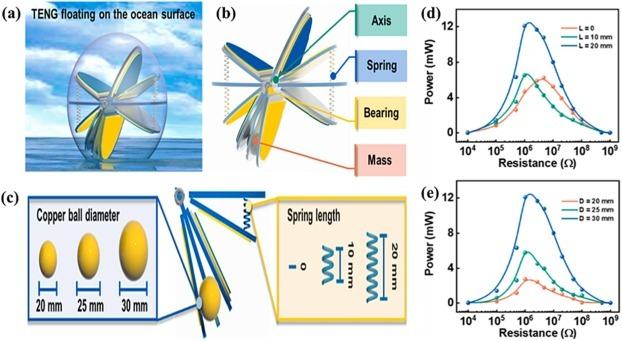 (a) TENG floating on the ocean surface
(b)
Axis
Spring
Bearing
Mass
(c)
Copper ball diameter
20 mm 25 mm 30 mm
Spring length
0
10 mm
20 mm
(d)
L = 0
L = 10 mm
L = 20 mm
Power (mW)
12
8
4
0
10⁴ 10⁵ 10⁶ 10⁷ 10⁸ 10⁹
Resistance (Ω)
(e)
D = 20 mm
D = 25 mm
D = 30 mm
Power (mW)
12
8
4
0
10⁴ 10⁵ 10⁶ 10⁷ 10⁸ 10⁹
Resistance (Ω)